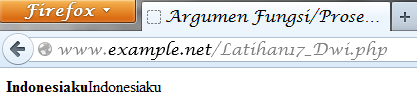 Firefox
Argumen Fungsi/Prose...
www.example.net/Latihan17_Dwi.php
IndonesiakuIndonesiaku